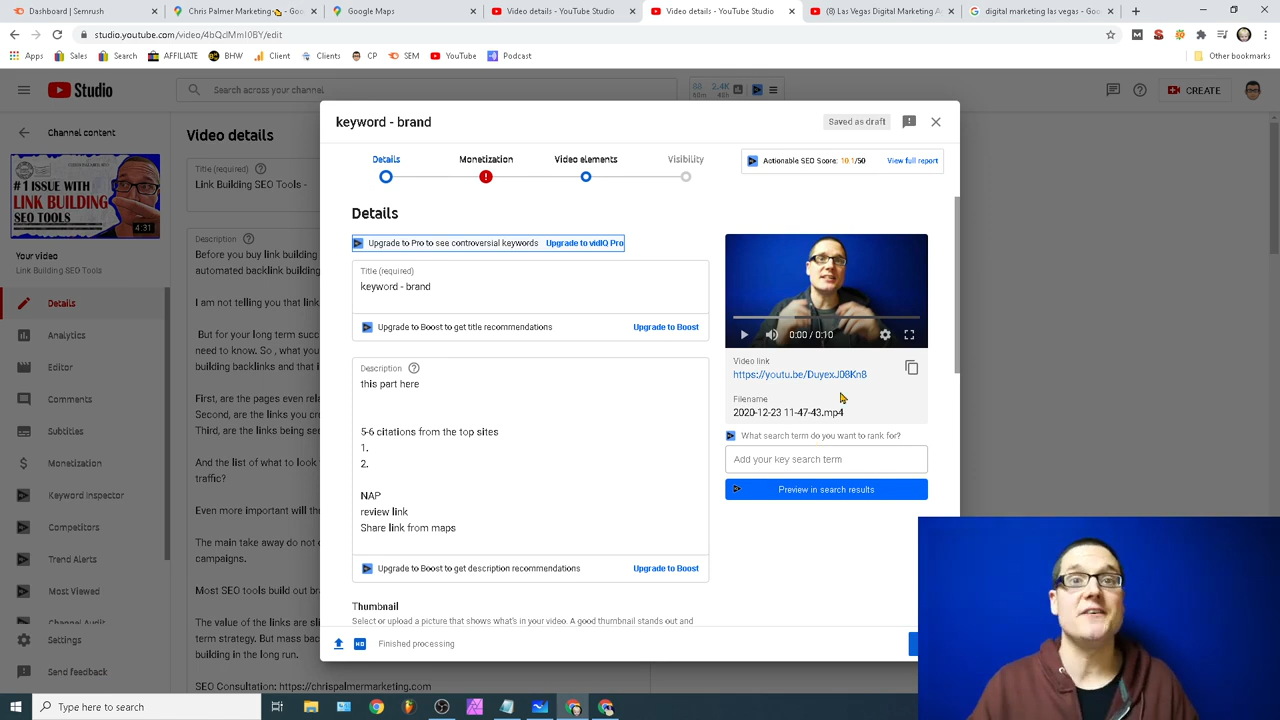 Dashboard | Semrush
Chris Palmer Marketing
- Goo
Google Maps
Video details - YouTube Studio
Video details - YouTube Studio
(8) Las Vegas Digital Marketing A
digital marketing las vegas - Goo
studio.youtube.com/video/4bQclMmI0BY/edit
Apps
Sales
Search
AFFILIATE
BHW
Client
Clients
CP
SEM
YouTube
Podcast
Other bookmarks
Studio
Search across your channel
60m
2.4K
48h
CREATE
Channel content
Video details
# 1 ISSUE WITH
LINK BUILDING
SEO TOOLS
4:31
Your video
Link Building SEO Tools
Details
Analytics
Editor
Comments
Subtitles
Monetization
Keyword Inspector
Competitors
Trend Alerts
Most Viewed
Channel Audit
Settings
Send feedback
Title (required)
Link Building SEO Tools -
Description
Before you buy link building
automated backlink building
I am not telling you that link
But for your long term succ
need to know. So , what you
building backlinks and that i
First, are the pages even rel
Second, are the links you cre
Third, are the links being see
And the list of what to look
traffic?
Even more important will the
The main take away do not
campaigns.
Most SEO tools build out br
The value of the links are sli
term strategy. But mass bac
building in the long run.
SEO Consultation: https://chrispalmermarketing.com
keyword - brand
Saved as draft
Details
Monetization
Video elements
Visibility
Actionable SEO Score: 10.1/50
View full report
Details
Upgrade to Pro to see controversial keywords
Upgrade to vidIQ Pro
Title (required)
keyword - brand
Upgrade to Boost to get title recommendations
Upgrade to Boost
Description
this part here
5-6 citations from the top sites
1.
2.
NAP
review link
Share link from maps
Upgrade to Boost to get description recommendations
Upgrade to Boost
Thumbnail
Select or upload a picture that shows what's in your video. A good thumbnail stands out and
0:00 / 0:10
Video link
https://youtu.be/DuyexJ08Kn8
Filename
2020-12-23 11-47-43.mp4
What search term do you want to rank for?
Add your key search term
Preview in search results
HD
Finished processing
Type here to search